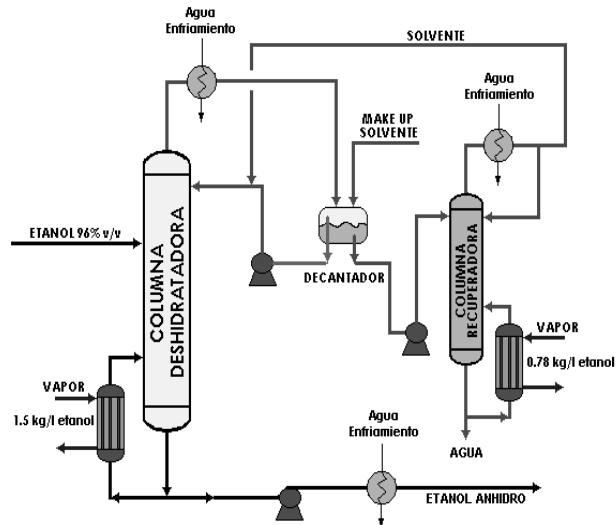 Agua
Enfriamiento
SOLVENTE
Agua
Enfriamiento
MAKE UP
SOLVENTE
ETANOL 96% v/v
COLUMNA
DESHIDRATADORA
DECANTADOR
COLUMNA
RECUPERADORA
VAPOR
0.78 kg/l etanol
VAPOR
1.5 kg/l etanol
Agua
Enfriamiento
AGUA
ETANOL ANHIDRO